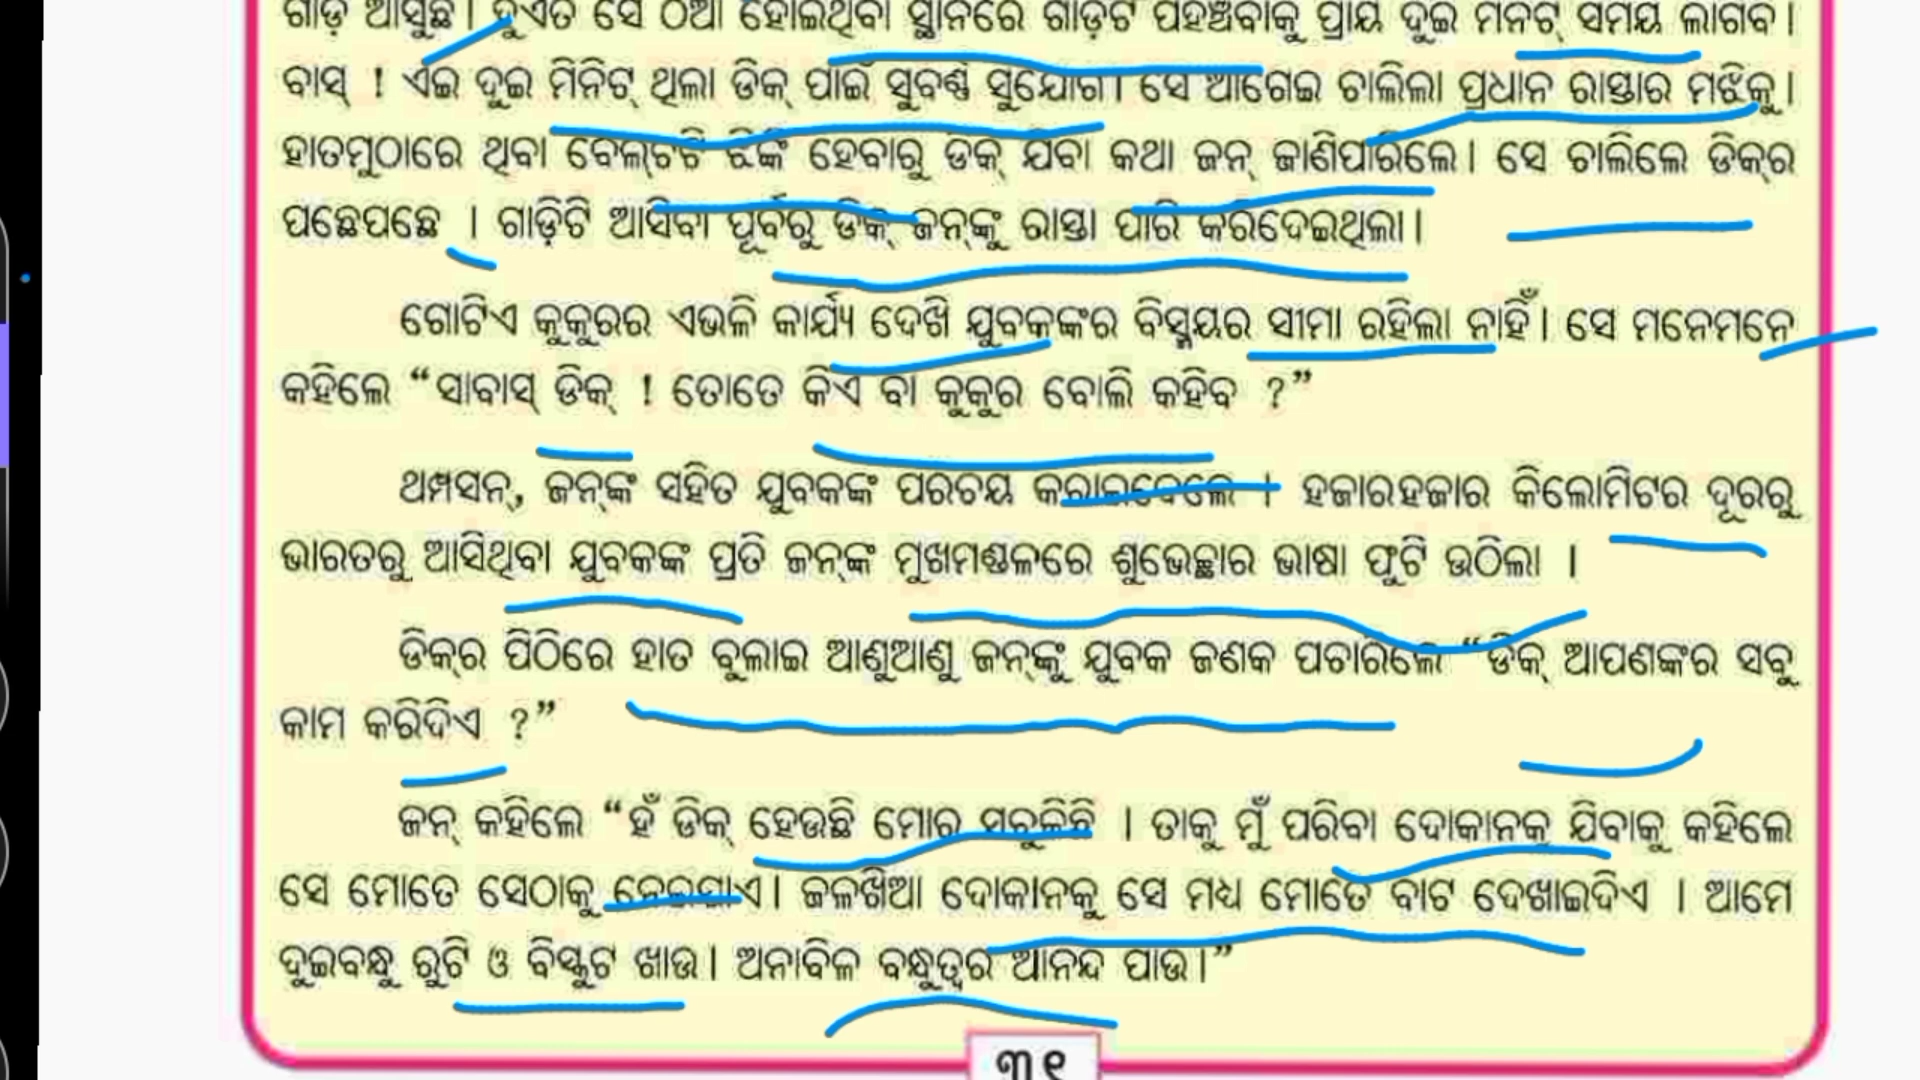 ଗାଡ଼ି ଆସୁଛି। ଦୁଏତ ସେ ଠିଆ ହୋଇଥିବା ସ୍ଥାନରେ ଗାଡ଼ିଟି ପହଞ୍ଚିବାକୁ ପ୍ରାୟ ଦୁଇ ମିନିଟ୍ ସମୟ ଲାଗିବ।
ବାସ୍ ! ଏଇ ଦୁଇ ମିନିଟ୍ ଥିଲା ଡିକ୍ ପାଇଁ ସୁବର୍ଣ୍ଣ ସୁଯୋଗ। ସେ ଆଗେଇ ଚାଲିଲା ପ୍ରଧାନ ରାସ୍ତାର ମଝିକୁ।
ହାତମୁଠାରେ ଥିବା ବେଲ୍‌ଟଟି ଝିଙ୍କି ହେବାରୁ ଡିକ୍ ଯିବା କଥା ଜନ୍ ଜାଣିପାରିଲେ। ସେ ଚାଲିଲେ ଡିକ୍‌ର
ପଛେପଛେ । ଗାଡ଼ିଟି ଆସିବା ପୂର୍ବରୁ ଡିକ୍ ଜନ୍‌ଙ୍କୁ ରାସ୍ତା ପାରି କରିଦେଇଥିଲା।
ଗୋଟିଏ କୁକୁରର ଏଭଳି କାର୍ଯ୍ୟ ଦେଖି ଯୁବକଙ୍କର ବିସ୍ମୟର ସୀମା ରହିଲା ନାହିଁ। ସେ ମନେମନେ
କହିଲେ “ସାବାସ୍ ଡିକ୍ ! ତୋତେ କିଏ ବା କୁକୁର ବୋଲି କହିବ ?”
ଥମ୍ପସନ୍, ଜନ୍‌ଙ୍କ ସହିତ ଯୁବକଙ୍କ ପରିଚୟ କରାଇଦେଲେ । ହଜାରହଜାର କିଲୋମିଟର ଦୂରରୁ
ଭାରତରୁ ଆସିଥିବା ଯୁବକଙ୍କ ପ୍ରତି ଜନ୍‌ଙ୍କ ମୁଖମଣ୍ଡଳରେ ଶୁଭେଚ୍ଛାର ଭାଷା ଫୁଟି ଉଠିଲା ।
ଡିକ୍‌ର ପିଠିରେ ହାତ ବୁଲାଇ ଆଣୁଆଣୁ ଜନ୍‌ଙ୍କୁ ଯୁବକ ଜଣକ ପଚାରିଲେ “ଡିକ୍ ଆପଣଙ୍କର ସବୁ
କାମ କରିଦିଏ ?”
ଜନ୍ କହିଲେ “ହଁ ଡିକ୍ ହେଉଛି ମୋର ସବୁକିଛି । ତାକୁ ମୁଁ ପରିବା ଦୋକାନକୁ ଯିବାକୁ କହିଲେ
ସେ ମୋତେ ସେଠାକୁ ନେଇଯାଏ। ଜଳଖିଆ ଦୋକାନକୁ ସେ ମଧ୍ୟ ମୋତେ ବାଟ ଦେଖାଇଦିଏ । ଆମେ
ଦୁଇବନ୍ଧୁ ରୁଟି ଓ ବିସ୍କୁଟ ଖାଉ। ଅନାବିଳ ବନ୍ଧୁତ୍ୱର ଆନନ୍ଦ ପାଉ।”
୩୧